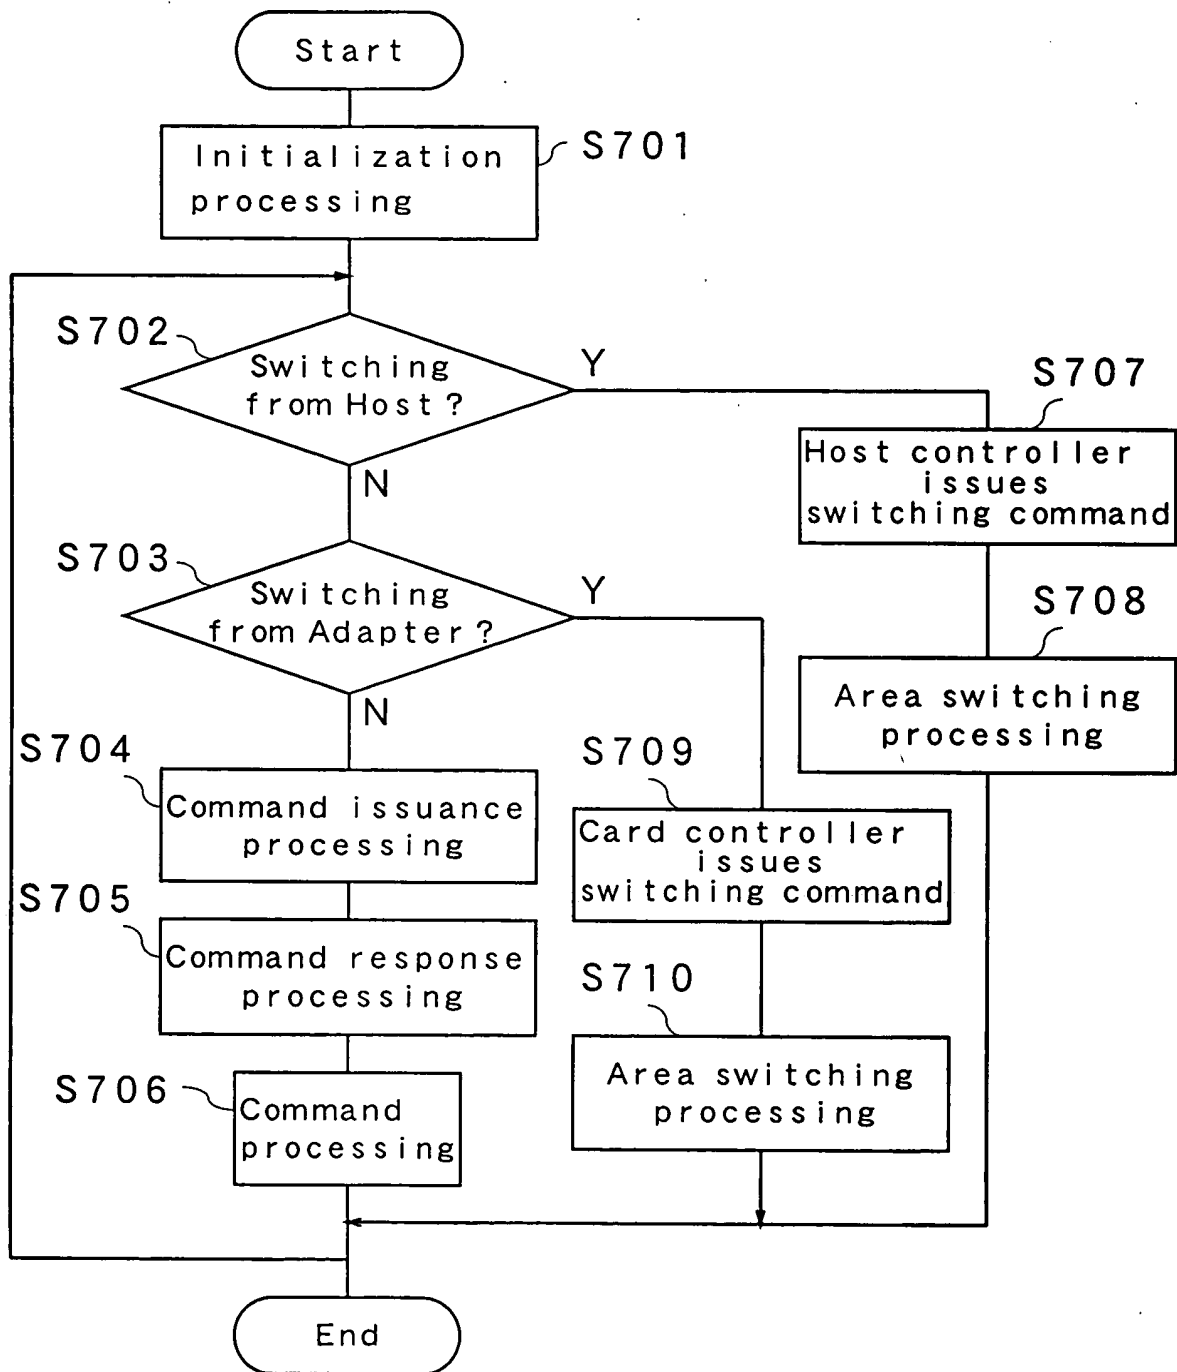 Start
S701
Initialization
processing
S702
Switching
from Host?
Y
N
S707
Host controller
issues
switching command
S703
Switching
from Adapter?
Y
N
S708
Area switching
processing
S704
Command issuance
processing
S709
Card controller
issues
switching command
S705
Command response
processing
S710
Area switching
processing
S706
Command
processing
End